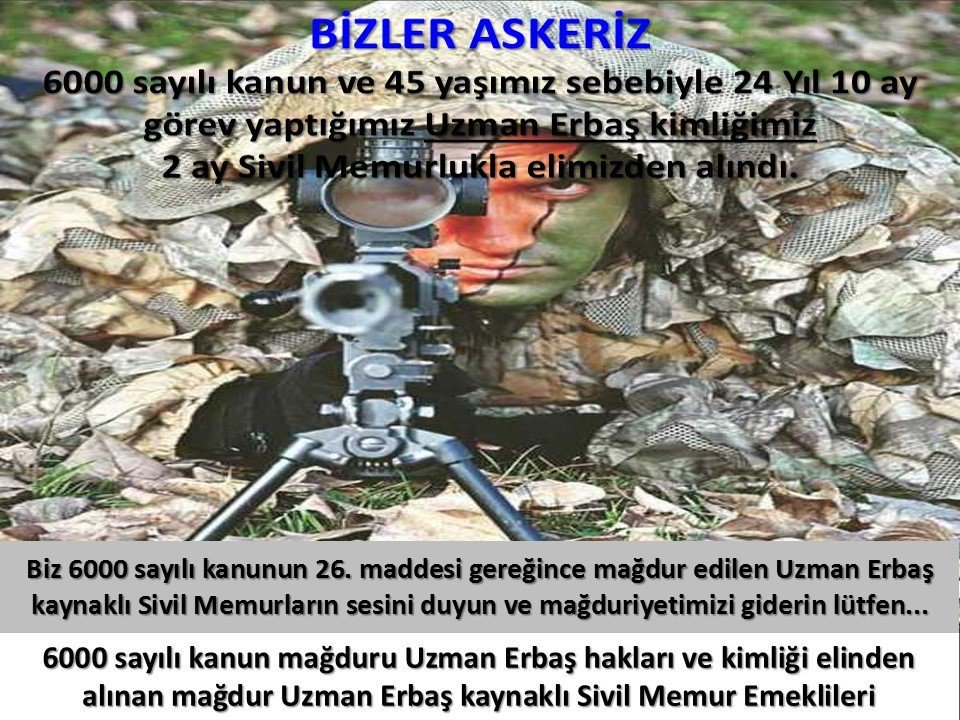 BİZLER ASKERİZ
6000 sayılı kanun ve 45 yaşımız sebebiyle 24 Yıl 10 ay
görev yaptığımız Uzman Erbaş kimliğimiz
2 ay Sivil Memurlukla elimizden alındı.
Biz 6000 sayılı kanunun 26. maddesi gereğince mağdur edilen Uzman Erbaş
kaynaklı Sivil Memurların sesini duyun ve mağduriyetimizi giderin lütfen...
6000 sayılı kanun mağduru Uzman Erbaş hakları ve kimliği elinden
alınan mağdur Uzman Erbaş kaynaklı Sivil Memur Emeklileri